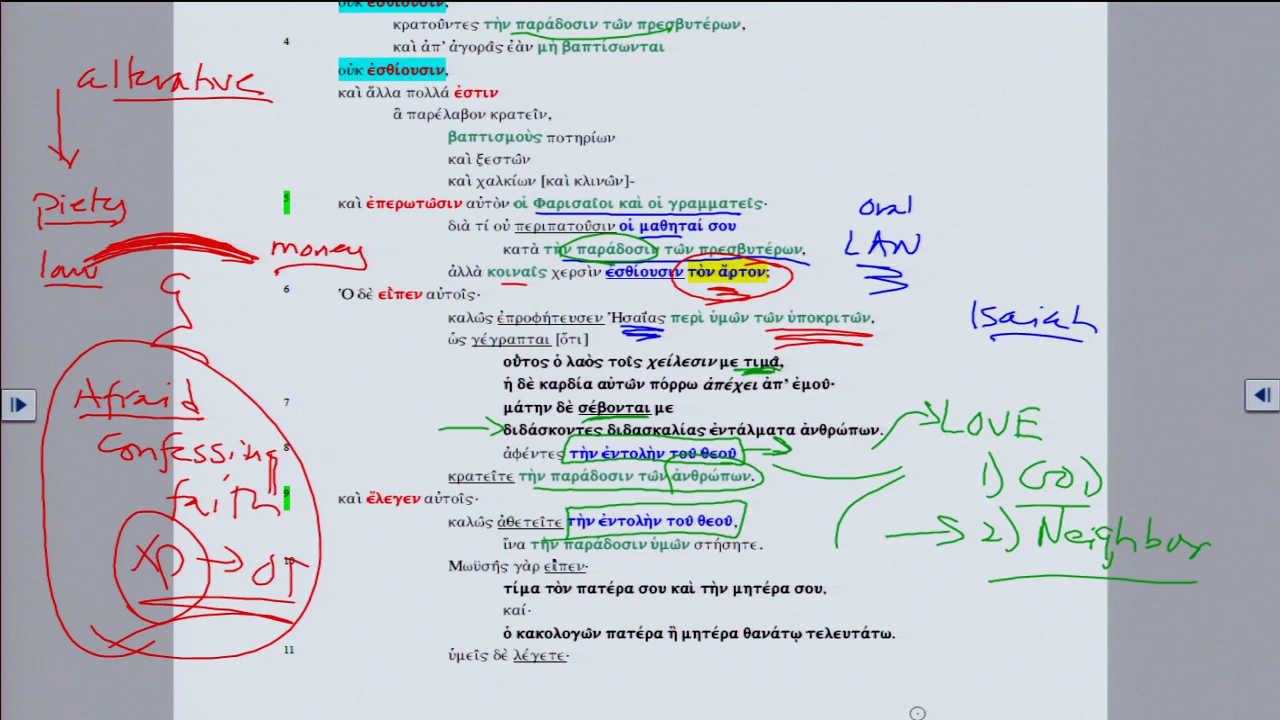 οὐκ ἐσθίουσιν,
κρατοῦντες τὴν παράδοσιν τῶν πρεσβυτέρων,
4
καὶ ἀπ’ ἀγορᾶς ἐὰν μὴ βαπτίσωνται
οὐκ ἐσθίουσιν,
καὶ ἄλλα πολλά ἐστιν
ἃ παρέλαβον κρατεῖν,
βαπτισμοὺς ποτηρίων
καὶ ξεστῶν
καὶ χαλκίων [καὶ κλινῶν]-
5
καὶ ἐπερωτῶσιν αὐτὸν οἱ Φαρισαῖοι καὶ οἱ γραμματεῖς·
διὰ τί οὐ περιπατοῦσιν οἱ μαθηταί σου
κατὰ τὴν παράδοσιν τῶν πρεσβυτέρων,
ἀλλὰ κοιναῖς χερσὶν ἐσθίουσιν τὸν ἄρτον;
6
Ὁ δὲ εἶπεν αὐτοῖς·
καλῶς ἐπροφήτευσεν Ἠσαΐας περὶ ὑμῶν τῶν ὑποκριτῶν,
ὡς γέγραπται [ὅτι]
οὗτος ὁ λαὸς τοῖς χείλεσίν με τιμᾷ,
ἡ δὲ καρδία αὐτῶν πόρρω ἀπέχει ἀπ’ ἐμοῦ·
7
μάτην δὲ σέβονταί με
διδάσκοντες διδασκαλίας ἐντάλματα ἀνθρώπων.
8
ἀφέντες τὴν ἐντολὴν τοῦ θεοῦ
κρατεῖτε τὴν παράδοσιν τῶν ἀνθρώπων.
9
καὶ ἔλεγεν αὐτοῖς·
καλῶς ἀθετεῖτε τὴν ἐντολὴν τοῦ θεοῦ,
ἵνα τὴν παράδοσιν ὑμῶν στήσητε.
10
Μωϋσῆς γὰρ εἶπεν·
τίμα τὸν πατέρα σου καὶ τὴν μητέρα σου,
καί·
ὁ κακολογῶν πατέρα ἢ μητέρα θανάτῳ τελευτάτω.
11
ὑμεῖς δὲ λέγετε·
alterative
piety
law
money
Afraid
confessing
faith
XP → OT
oral
LAN
Isaiah
LOVE
1) GOD
2) Neighbor